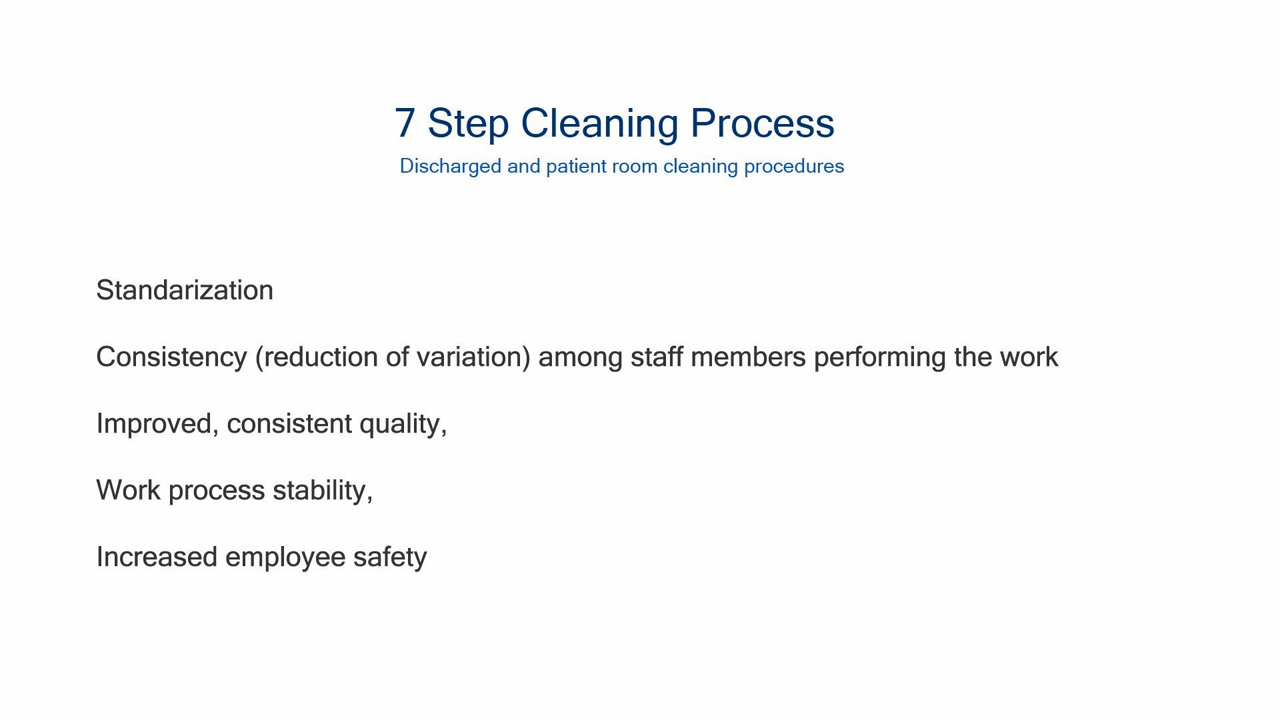 7 Step Cleaning Process
Discharged and patient room cleaning procedures
Standarization
Consistency (reduction of variation) among staff members performing the work
Improved, consistent quality,
Work process stability,
Increased employee safety